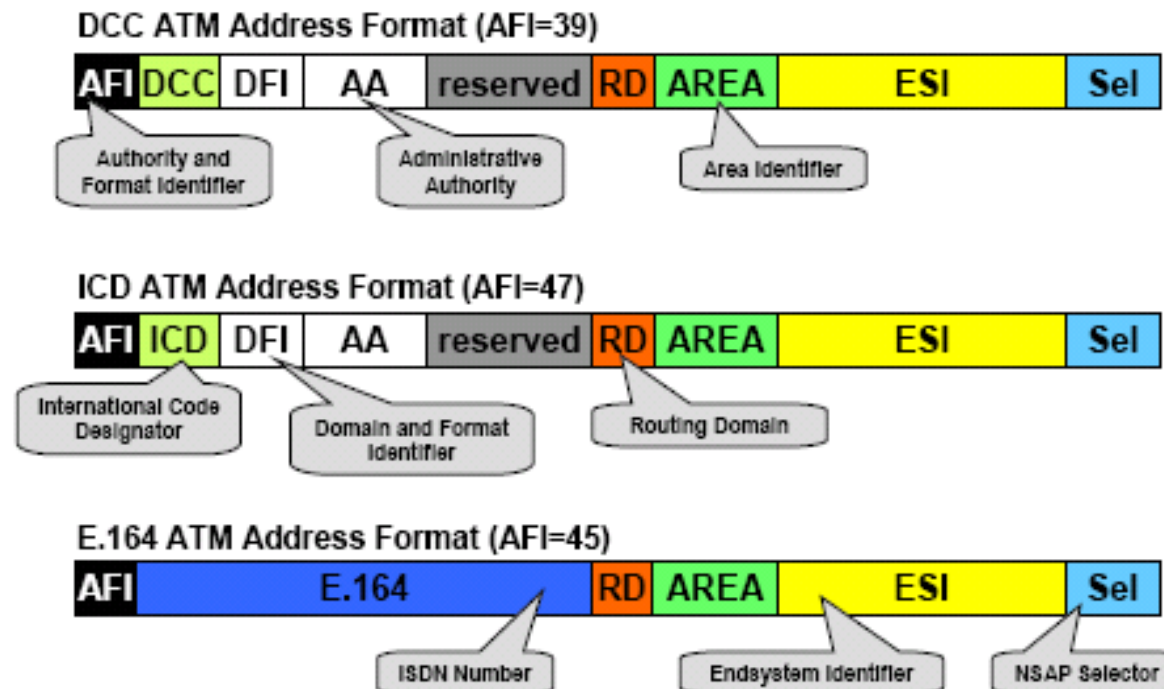 DCC ATM Address Format (AFI=39)
AFI DCC DFI AA reserved RD AREA ESI Sel
Authority and
Format Identifier
Administrative
Authority
Area Identifier
ICD ATM Address Format (AFI=47)
AFI ICD DFI AA reserved RD AREA ESI Sel
International Code
Designator
Domain and Format
Identifier
Routing Domain
E.164 ATM Address Format (AFI=45)
AFI E.164 RD AREA ESI Sel
ISDN Number
Endsystem Identifier
NSAP Selector